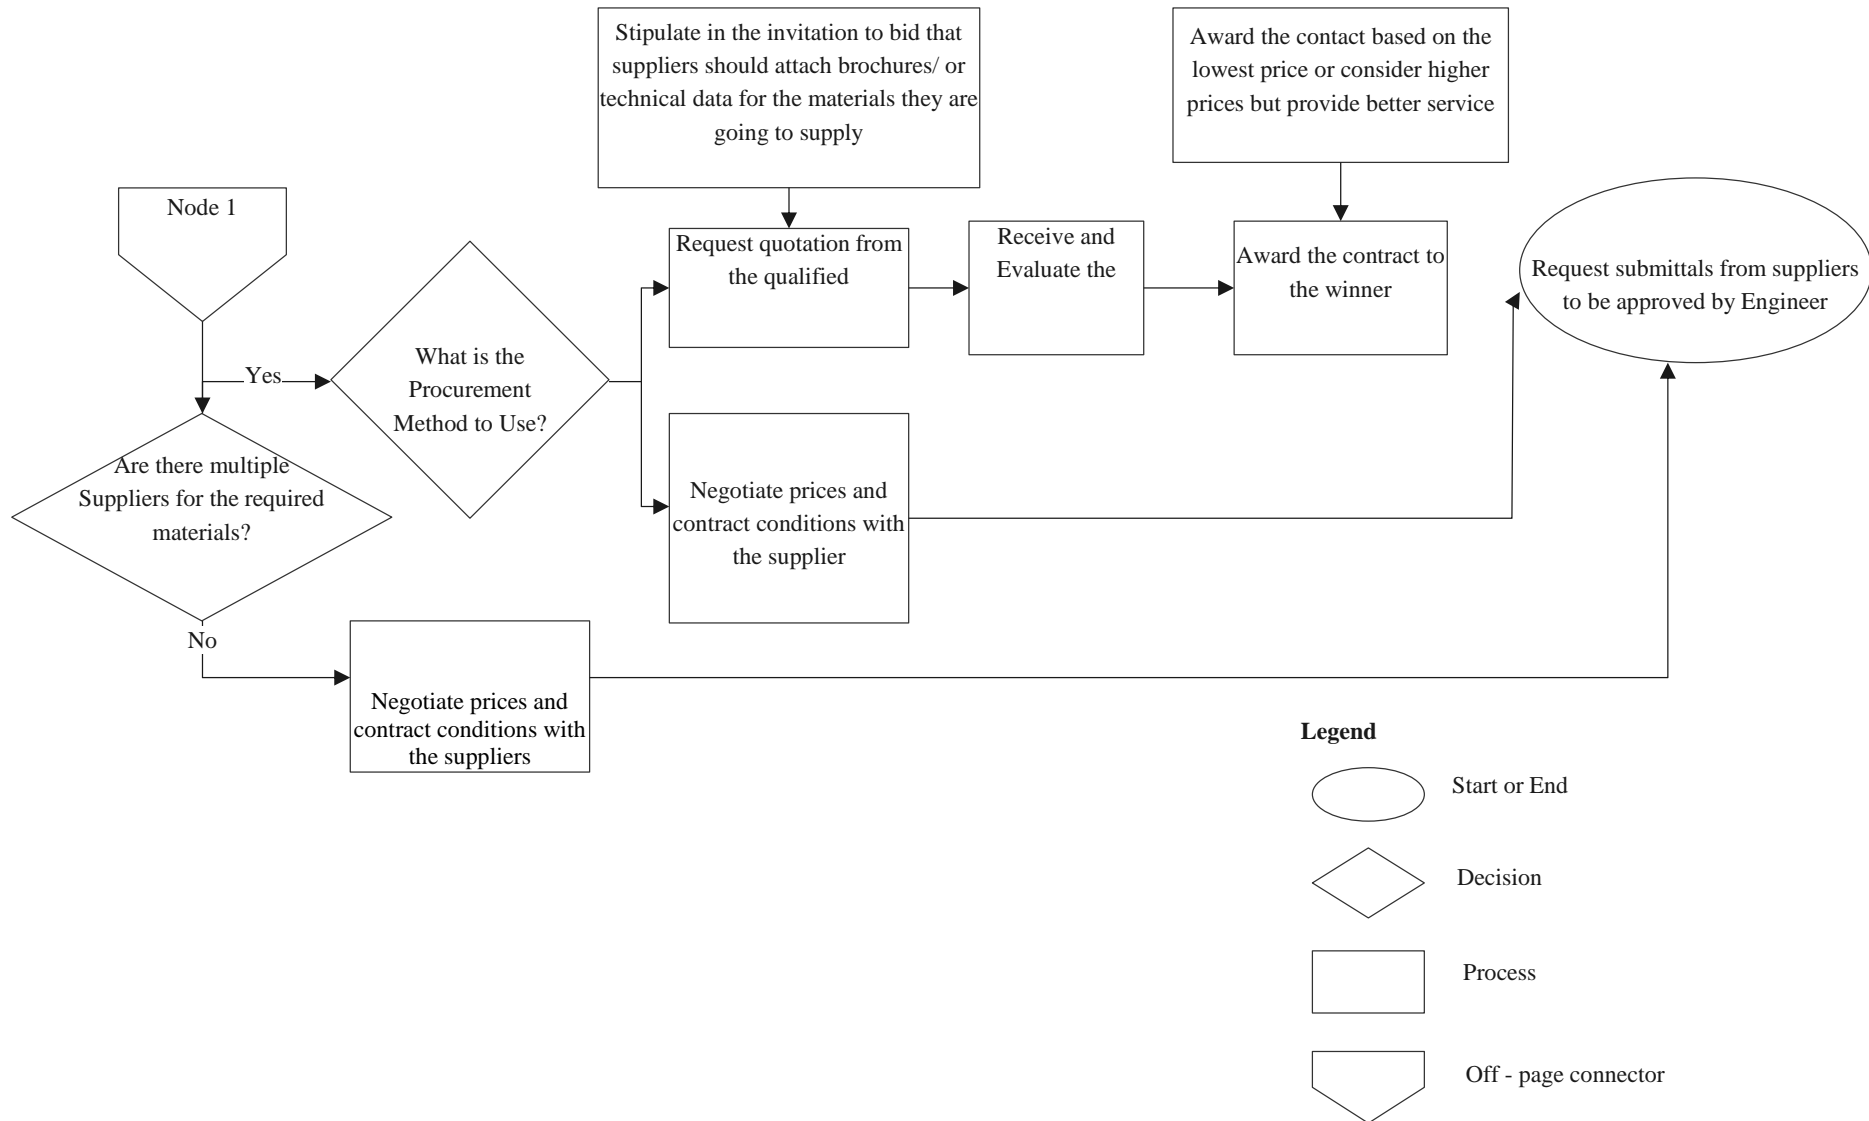 Stipulate in the invitation to bid that
suppliers should attach brochures/ or
technical data for the materials they are
going to supply
Award the contact based on the
lowest price or consider higher
prices but provide better service
Node 1
Request quotation from
the qualified
Receive and
Evaluate the
Award the contract to
the winner
Request submittals from suppliers
to be approved by Engineer
Yes
What is the
Procurement
Method to Use?
Are there multiple
Suppliers for the required
materials?
Negotiate prices and
contract conditions with
the supplier
No
Negotiate prices and
contract conditions with
the suppliers
Legend
Start or End
Decision
Process
Off - page connector